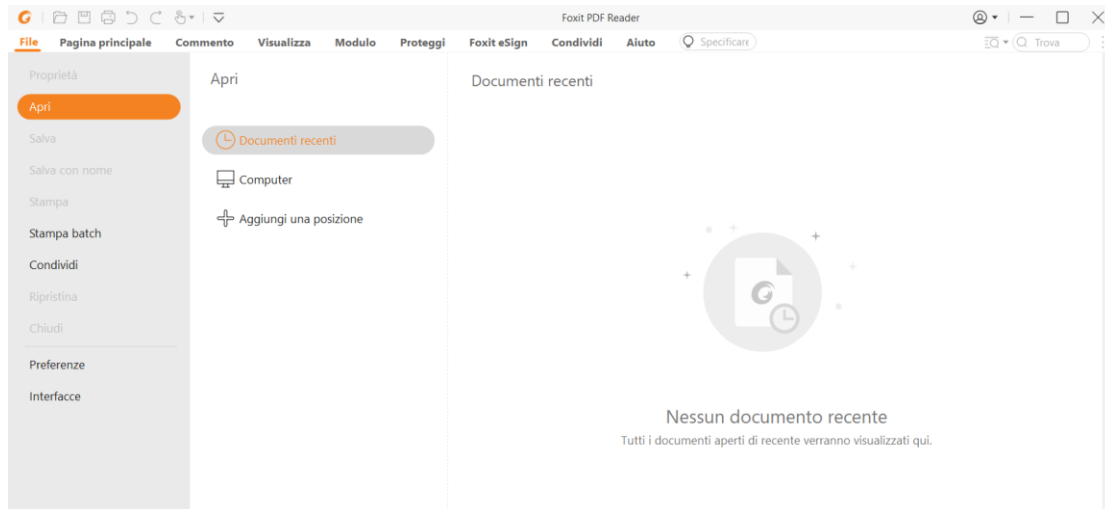 Foxit PDF Reader
File Pagina principale Commento Visualizza Modulo Proteggi Foxit eSign Condividi Aiuto Specificare Trova
Proprietà
Apri
Salva
Salva con nome
Stampa
Stampa batch
Condividi
Ripristina
Chiudi
Preferenze
Interfacce
Apri
Documenti recenti
Computer
Aggiungi una posizione
Documenti recenti
Nessun documento recente
Tutti i documenti aperti di recente verranno visualizzati qui.